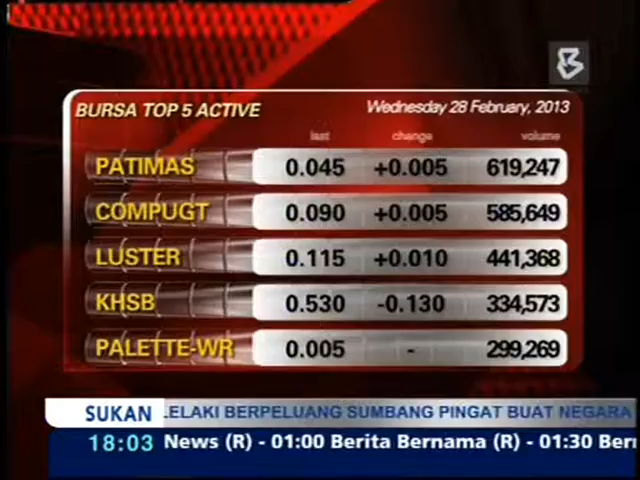 BURSA TOP 5 ACTIVE Wednesday 28 February, 2013
last change volume
PATIMAS 0.045 +0.005 619,247
COMPUGT 0.090 +0.005 585,649
LUSTER 0.115 +0.010 441,368
KHSB 0.530 -0.130 334,573
PALETTE-WR 0.005 - 299,269
SUKAN LELAKI BERPELUANG SUMBANG PINGAT BUAT NEGARA
18:03 News (R) - 01:00 Berita Bernama (R) - 01:30 Ber